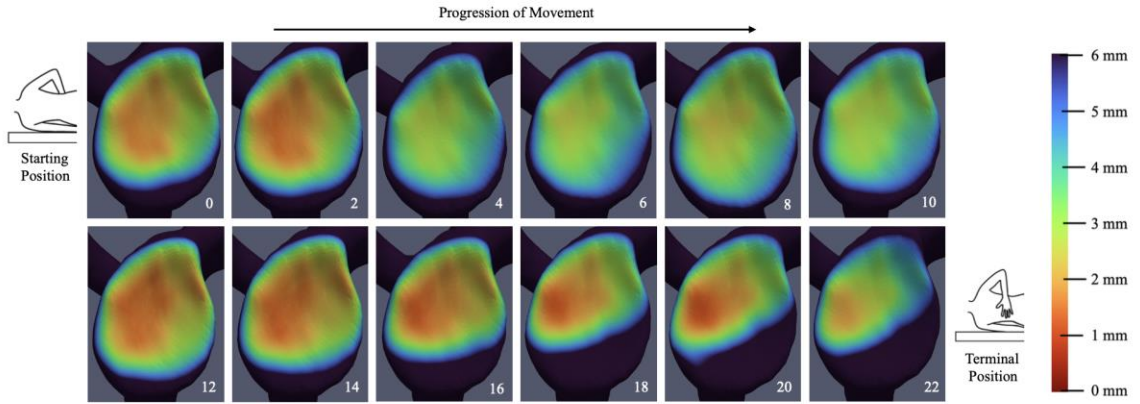 Progression of Movement
Starting
Position
0
2
4
6
8
10
12
14
16
18
20
22
Terminal
Position
6 mm
5 mm
4 mm
3 mm
2 mm
1 mm
0 mm